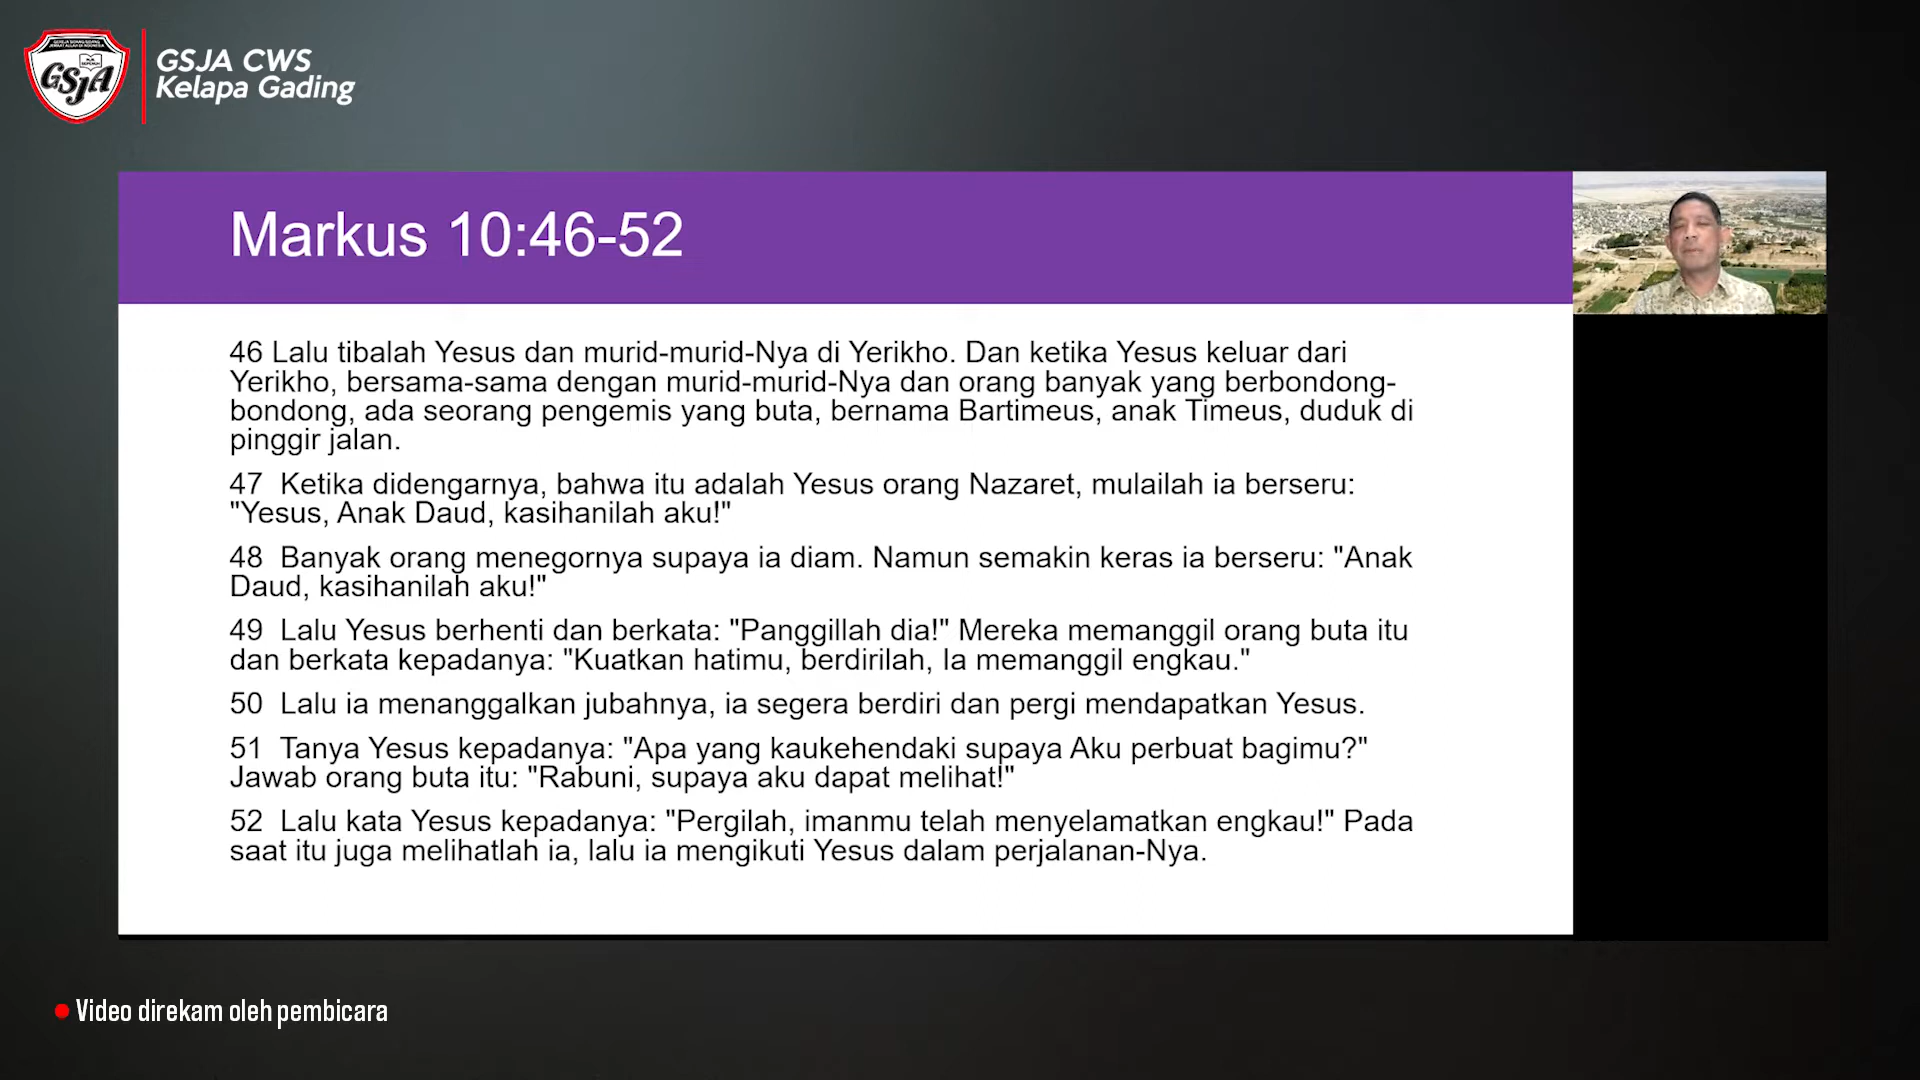 GSJA
GSJA CWS
Kelapa Gading
Markus 10:46-52
46 Lalu tibalah Yesus dan murid-murid-Nya di Yerikho. Dan ketika Yesus keluar dari
Yerikho, bersama-sama dengan murid-murid-Nya dan orang banyak yang berbondong-
bondong, ada seorang pengemis yang buta, bernama Bartimeus, anak Timeus, duduk di
pinggir jalan.
47 Ketika didengarnya, bahwa itu adalah Yesus orang Nazaret, mulailah ia berseru:
"Yesus, Anak Daud, kasihanilah aku!"
48 Banyak orang menegornya supaya ia diam. Namun semakin keras ia berseru: "Anak
Daud, kasihanilah aku!"
49 Lalu Yesus berhenti dan berkata: "Panggillah dia!" Mereka memanggil orang buta itu
dan berkata kepadanya: "Kuatkan hatimu, berdirilah, Ia memanggil engkau."
50 Lalu ia menanggalkan jubahnya, ia segera berdiri dan pergi mendapatkan Yesus.
51 Tanya Yesus kepadanya: "Apa yang kaukehendaki supaya Aku perbuat bagimu?"
Jawab orang buta itu: "Rabuni, supaya aku dapat melihat!"
52 Lalu kata Yesus kepadanya: "Pergilah, imanmu telah menyelamatkan engkau!" Pada
saat itu juga melihatlah ia, lalu ia mengikuti Yesus dalam perjalanan-Nya.
Video direkam oleh pembicara